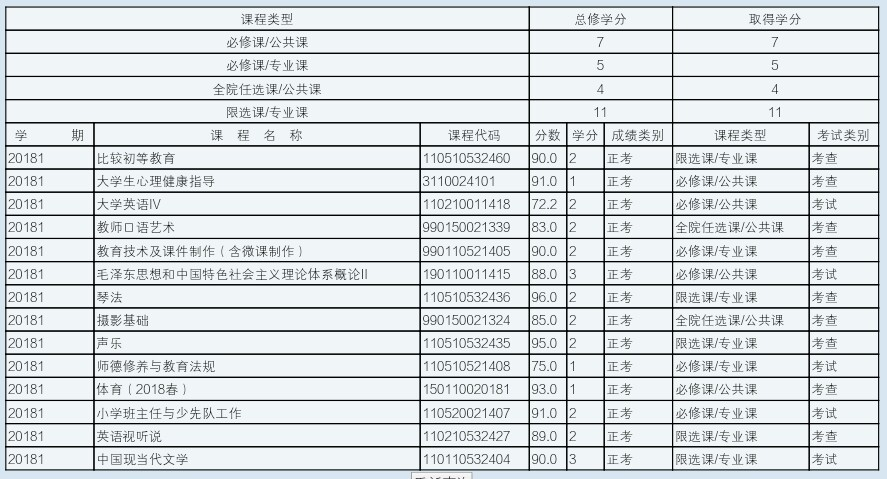 课程类型 总修学分 取得学分
必修课/公共课 7 7
必修课/专业课 5 5
全院任选课/公共课 4 4
限选课/专业课 11 11
学 期 课 程 名 称 课程代码 分数 学分 成绩类别 课程类型 考试类别
20181 比较初等教育 110510532460 90.0 2 正考 限选课/专业课 考查
20181 大学生心理健康指导 3110024101 91.0 1 正考 必修课/公共课 考查
20181 大学英语IV 110210011418 72.2 2 正考 必修课/公共课 考试
20181 教师口语艺术 990150021339 83.0 2 正考 全院任选课/公共课 考查
20181 教育技术及课件制作（含微课制作） 990110521405 90.0 2 正考 必修课/专业课 考查
20181 毛泽东思想和中国特色社会主义理论体系概论II 190110011415 88.0 3 正考 必修课/公共课 考试
20181 琴法 110510532436 96.0 2 正考 限选课/专业课 考查
20181 摄影基础 990150021324 85.0 2 正考 全院任选课/公共课 考查
20181 声乐 110510532435 95.0 2 正考 限选课/专业课 考查
20181 师德修养与教育法规 110510521408 75.0 1 正考 必修课/专业课 考试
20181 体育（2018春） 150110020181 93.0 1 正考 必修课/公共课 考查
20181 小学班主任与少先队工作 110520021407 91.0 2 正考 必修课/专业课 考试
20181 英语视听说 110210532427 89.0 2 正考 限选课/专业课 考查
20181 中国现当代文学 110110532404 90.0 3 正考 限选课/专业课 考试